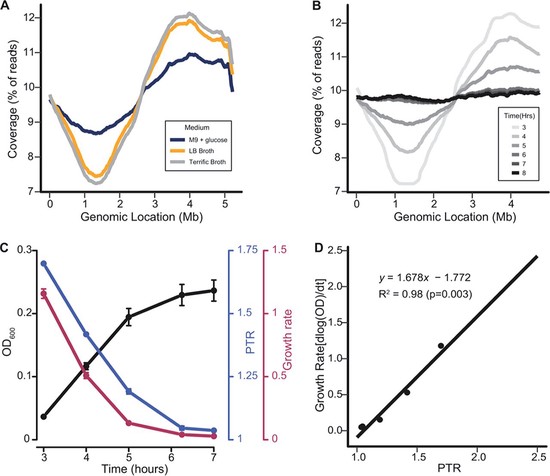 A
Coverage (% of reads)
12
11
10
9
8
7
0 1 2 3 4 5
Genomic Location (Mb)
Medium
M9 + glucose
LB Broth
Terrific Broth
B
Coverage (% of reads)
12
11
10
9
8
7
0 1 2 3 4
Genomic Location (Mb)
Time(Hrs)
3
4
5
6
7
8
C
OD600
0.3
0.2
0.1
0
3 4 5 6 7
Time (hours)
1.75
1.5
1.25
1
PTR
1.5
1
0.5
0
Growth rate
D
Growth Rate[dlog(OD)/dt]
2.5
2.0
1.5
1.0
0.5
0.0
y = 1.678x − 1.772
R² = 0.98 (p=0.003)
1.0 1.5 2.0 2.5
PTR